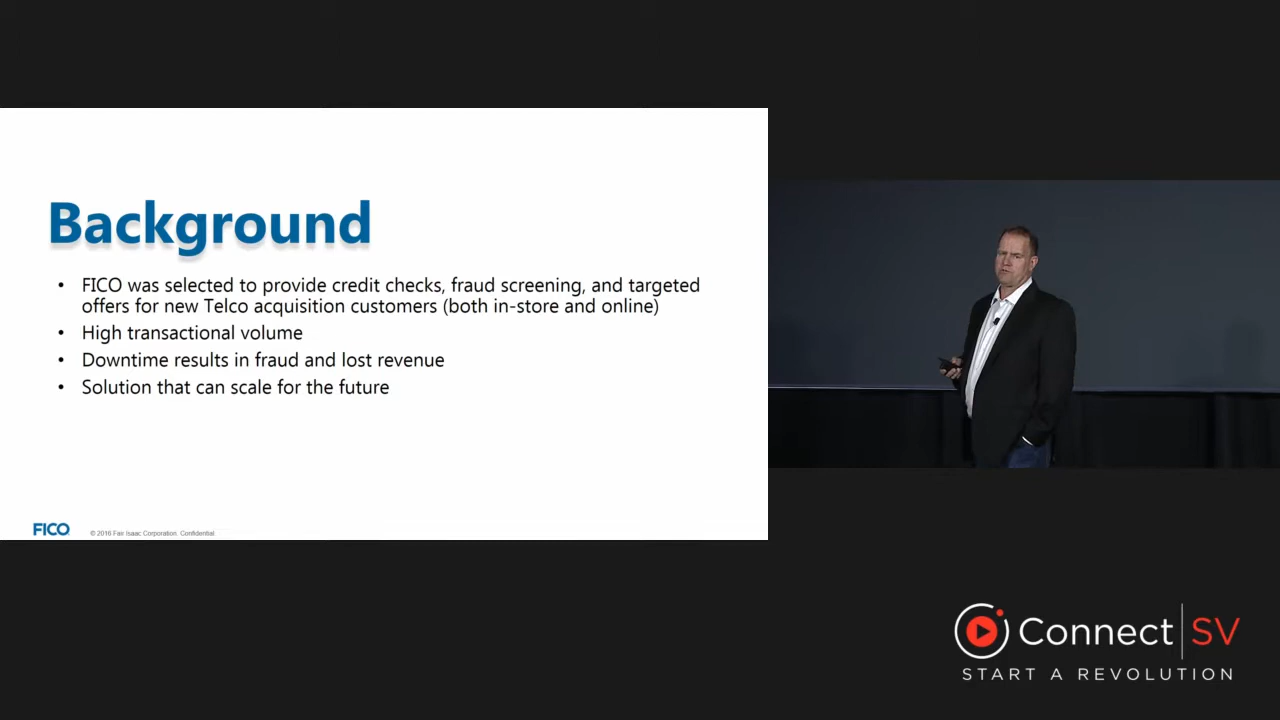 Background
• FICO was selected to provide credit checks, fraud screening, and targeted
offers for new Telco acquisition customers (both in-store and online)
• High transactional volume
• Downtime results in fraud and lost revenue
• Solution that can scale for the future
FICO
© 2016 Fair Isaac Corporation. Confidential.
Connect|SV
START A REVOLUTION